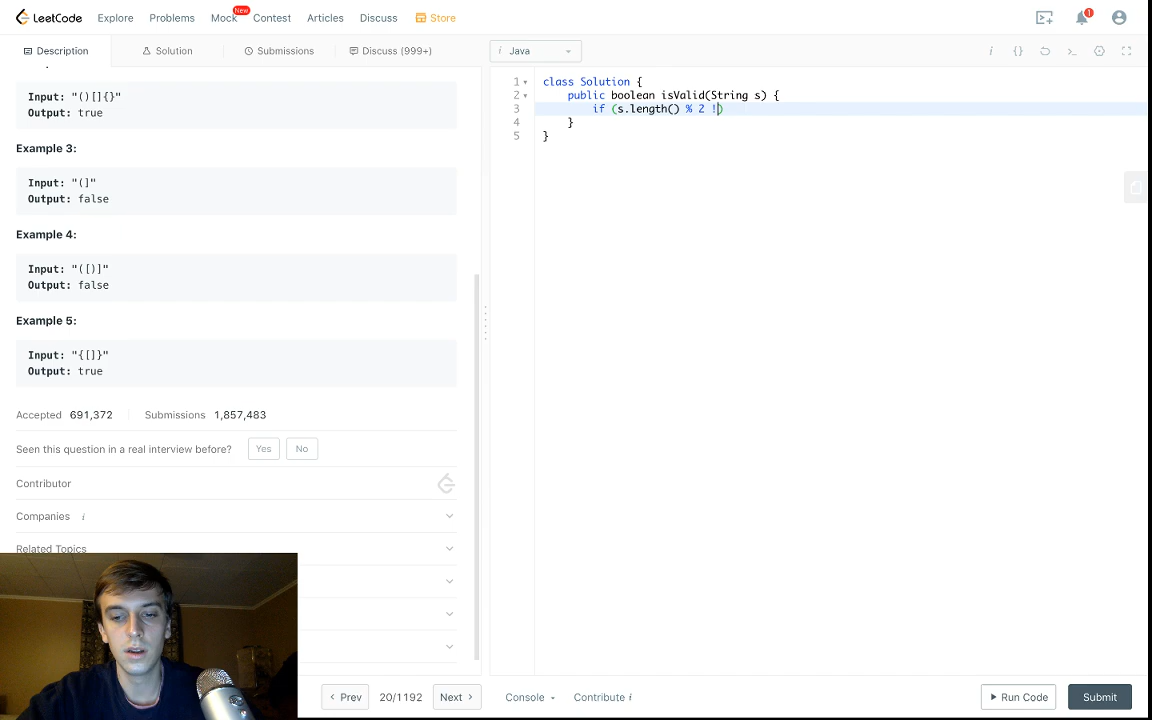 LeetCode
Explore
Problems
Mock
New
Contest
Articles
Discuss
Store
1
Description
Solution
Submissions
Discuss (999+)
i Java
Input: "()[]{}"
Output: true
Example 3:
Input: "(]"
Output: false
Example 4:
Input: "([)]"
Output: false
Example 5:
Input: "{[]}"
Output: true
Accepted 691,372
Submissions 1,857,483
Seen this question in a real interview before?
Yes
No
Contributor
Companies i
Related Topics
1 class Solution {
2 public boolean isValid(String s) {
3 if (s.length() % 2 !)
4 }
5 }
Prev
20/1192
Next
Console
Contribute i
Run Code
Submit